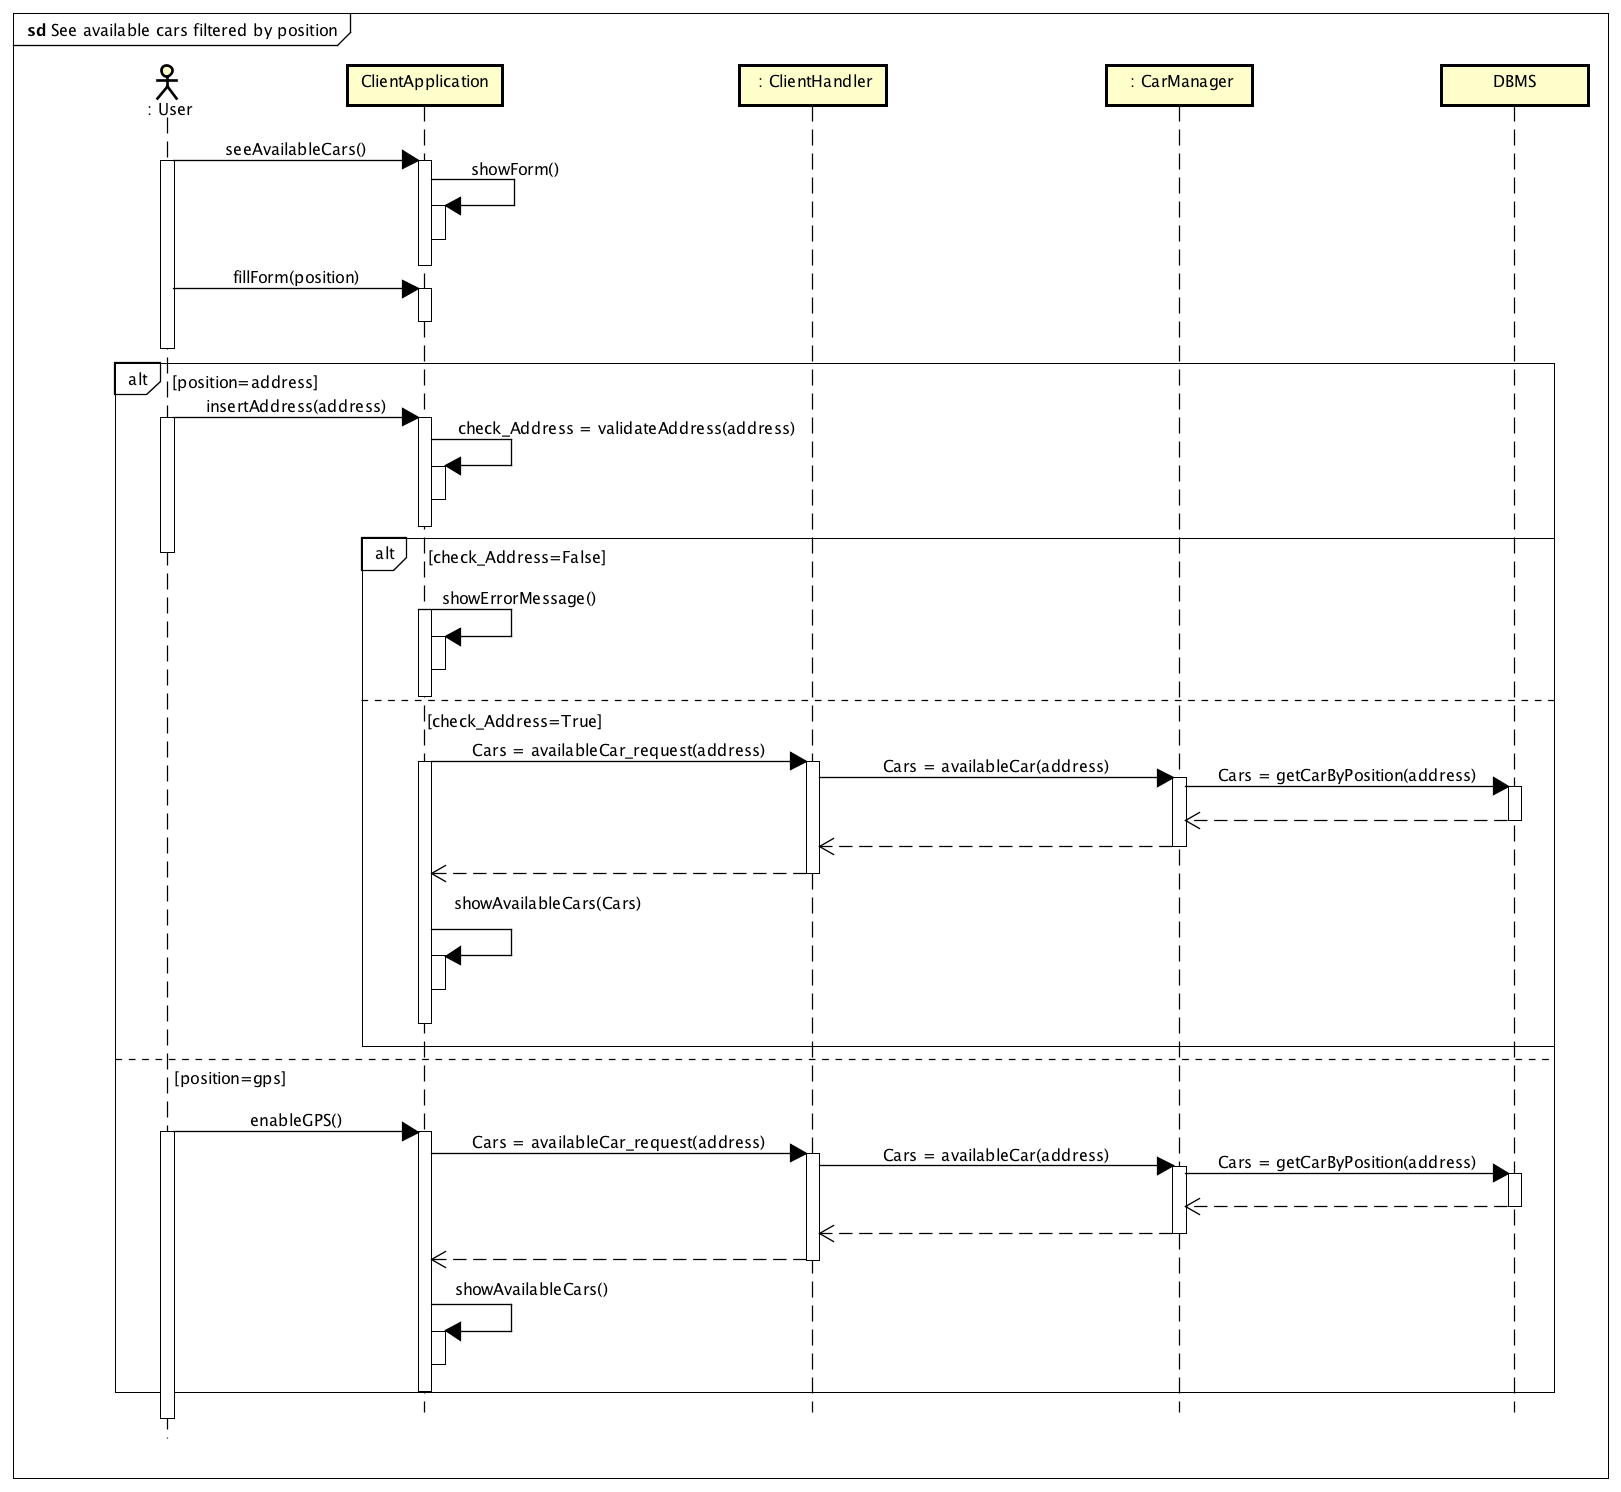 sd See available cars filtered by position
: User
ClientApplication
: ClientHandler
: CarManager
DBMS
seeAvailableCars()
showForm()
fillForm(position)
alt
[position=address]
insertAddress(address)
check_Address = validateAddress(address)
alt
[check_Address=False]
showErrorMessage()
[check_Address=True]
Cars = availableCar_request(address)
Cars = availableCar(address)
Cars = getCarByPosition(address)
showAvailableCars(Cars)
[position=gps]
enableGPS()
Cars = availableCar_request(address)
Cars = availableCar(address)
Cars = getCarByPosition(address)
showAvailableCars()